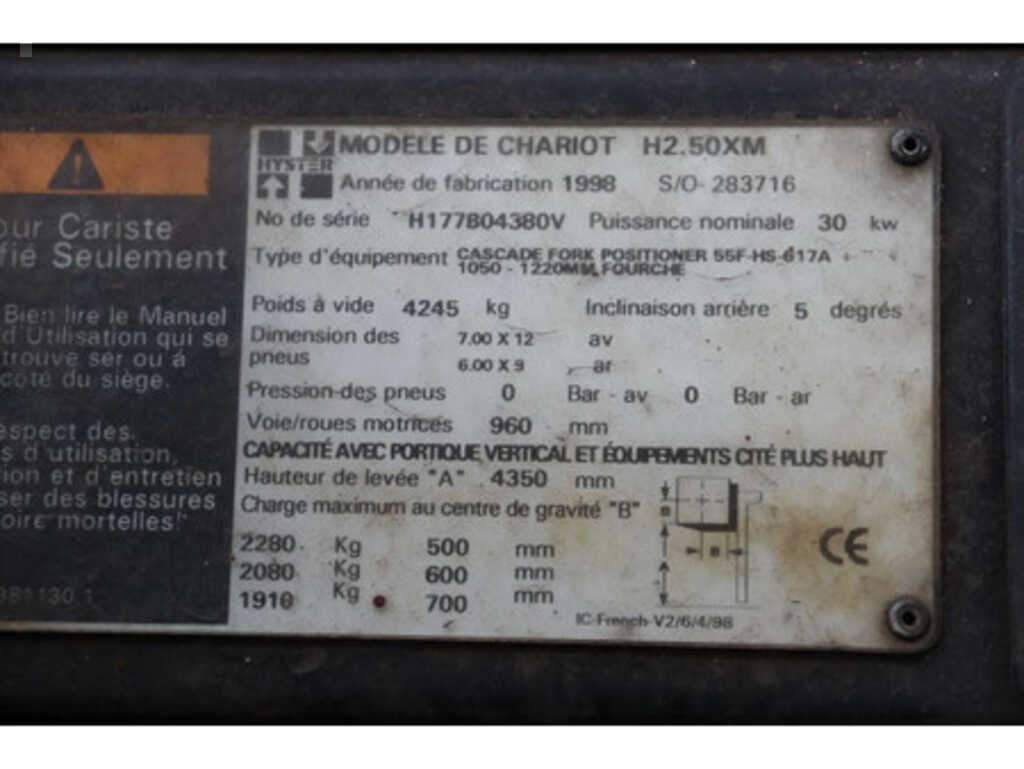 our Cariste
fié Seulement
Bien lire le Manuel
d'Utilisation qui se
trouve ser ou á
côté du siège.
espect des
s d'utilisation,
ion et d'entretien
ser des blessures
oire mortelles!
981130 1
HYSTER
MODELE DE CHARIOT H2.50XM
Année de fabrication 1998 S/O- 283716
No de série H177B04380V Puissance nominale 30 kw
Type d'équipement CASCADE FORK POSITIONER 55F-HS-617A
1050 - 1220MM FOURCHE
Poids à vide 4245 kg Inclinaison arrière 5 degrés
Dimension des 7.00 X 12 av
pneus 6.00 X 9 ar
Pression des pneus 0 Bar - av 0 Bar - ar
Voie/roues motrices 960 mm
CAPACITÉ AVEC PORTIQUE VERTICAL ET ÉQUIPEMENTS CITÉ PLUS HAUT
Hauteur de levée "A" 4350 mm
Charge maximum au centre de gravité "B"
2280 Kg 500 mm
2080 Kg 600 mm
1910 Kg 700 mm
B
B
A
CE
IC-French-V2/6/4/98